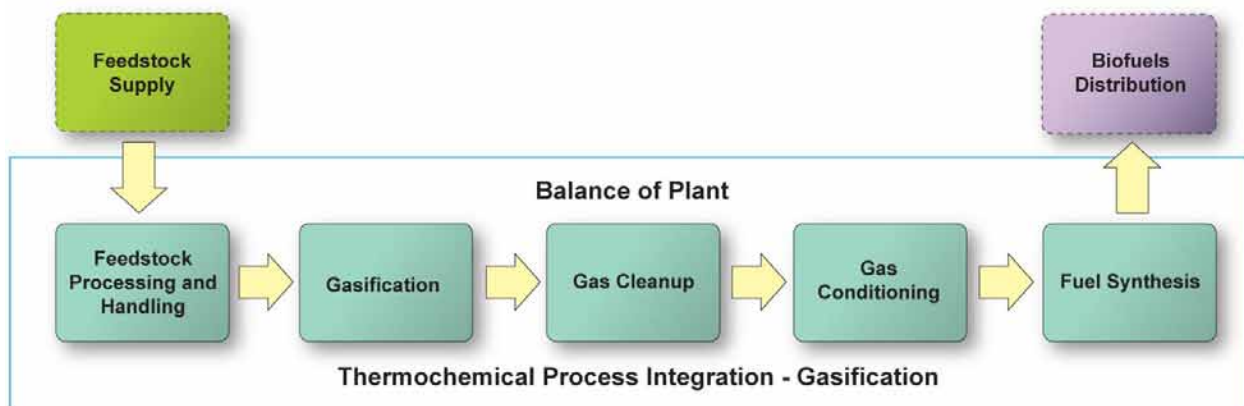 Feedstock
Supply
Biofuels
Distribution
Balance of Plant
Feedstock
Processing and
Handling
Gasification
Gas Cleanup
Gas
Conditioning
Fuel Synthesis
Thermochemical Process Integration - Gasification